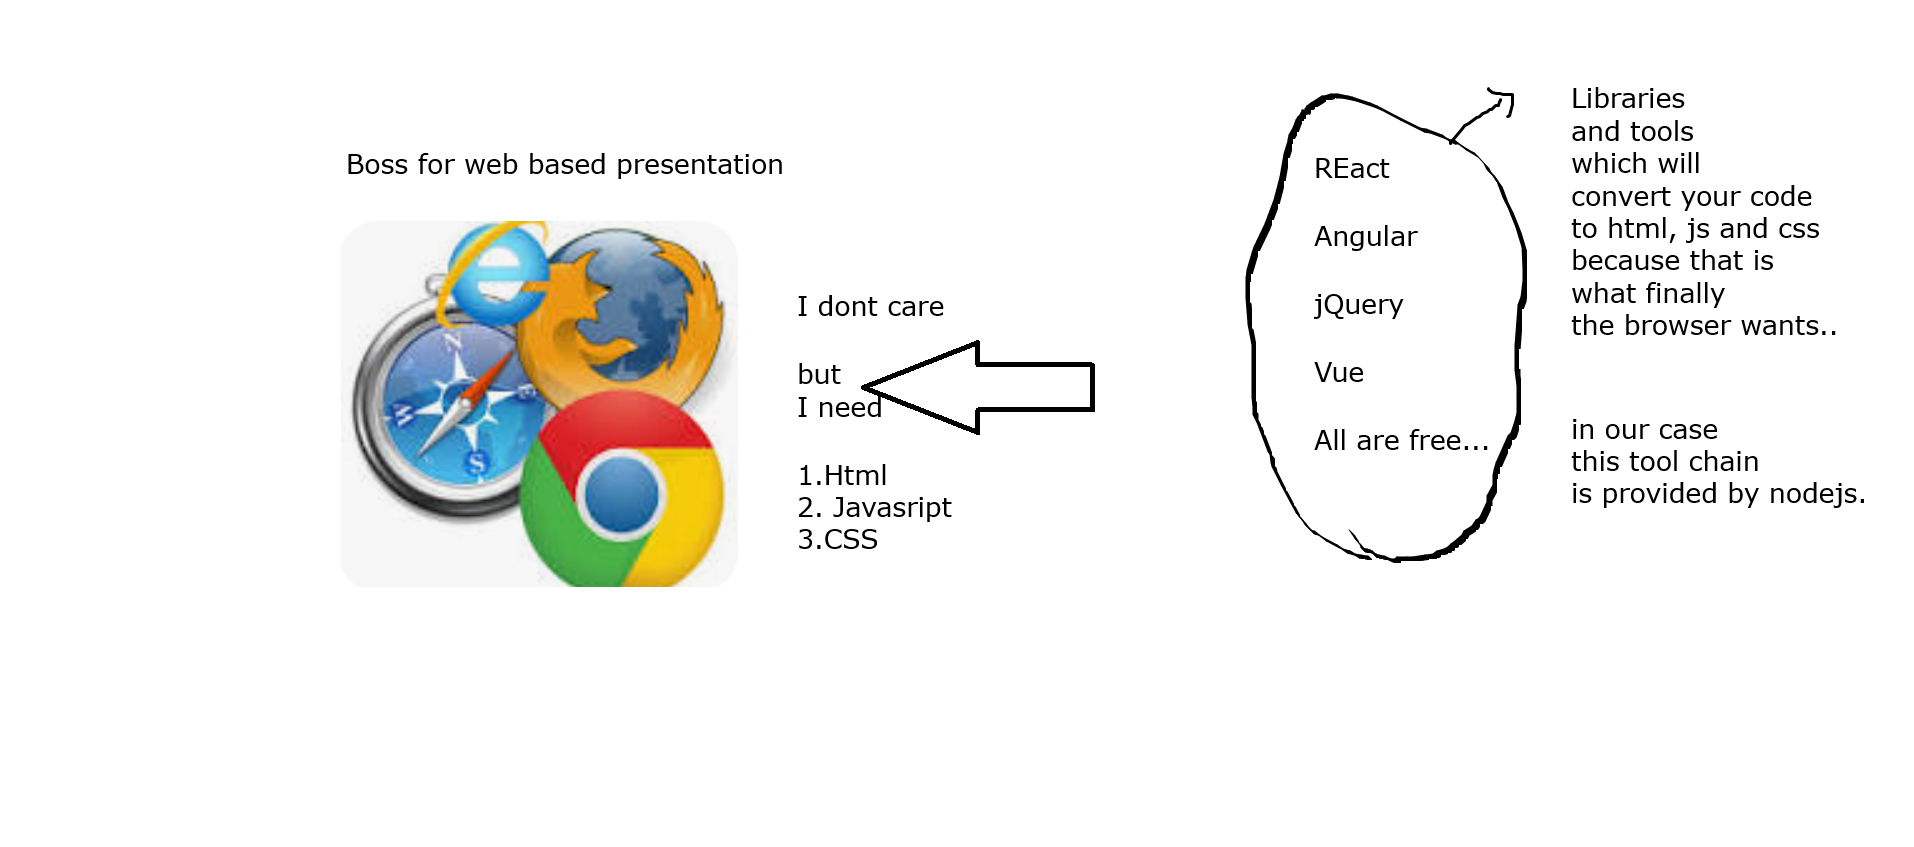 Boss for web based presentation
N
E
S
W
e
I dont care
but
I need
1.Html
2. Javasript
3.CSS
REact
Angular
jQuery
Vue
All are free...
Libraries
and tools
which will
convert your code
to html, js and css
because that is
what finally
the browser wants..
in our case
this tool chain
is provided by nodejs.